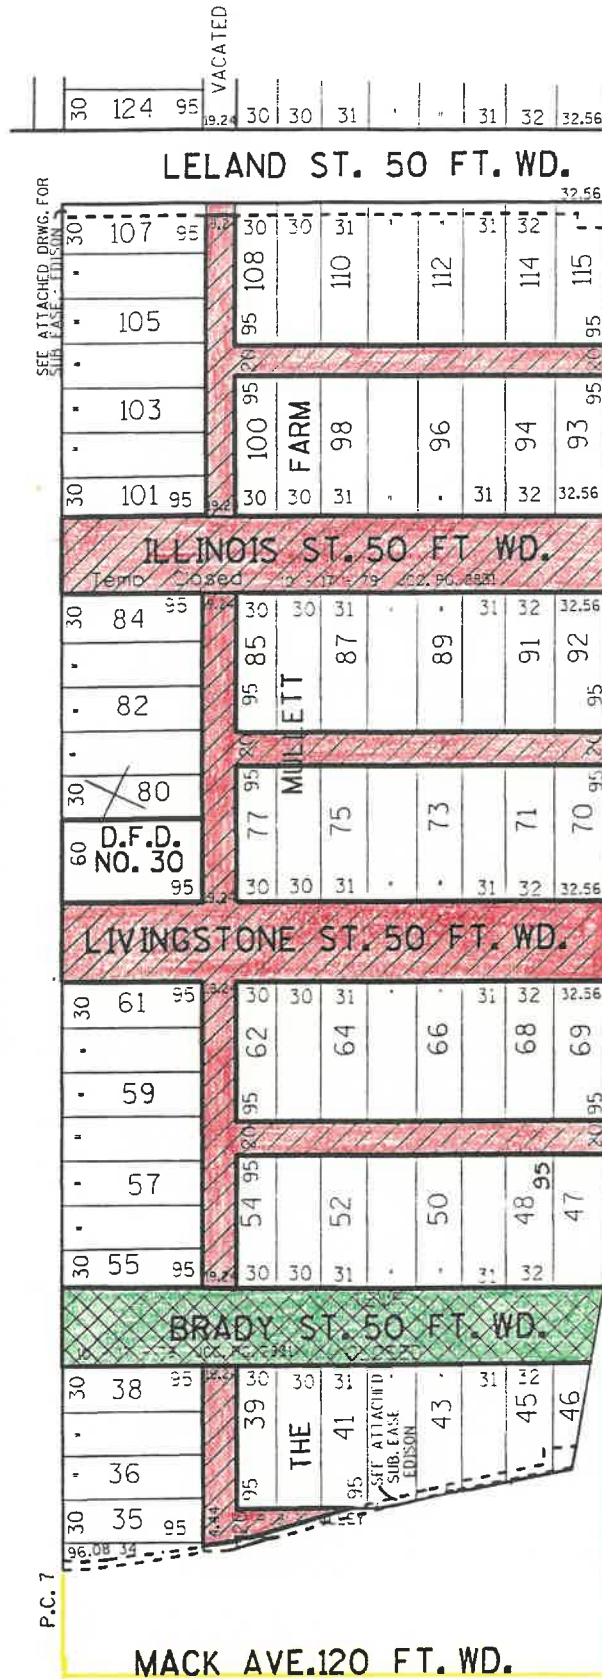 VACATED
30 124 95 19.24 30 30 31 ' " 31 32 32.56
LELAND ST. 50 FT. WD.
32.56
SEE ATTACHED DRWG. FOR
SUB. EASE. - EDISON
30 107 95 30 30 31 31 32
108 110 112 114 115
105
95 95
20
95 95
103
100 FARM 98 96 94 93
30 101 95 19.24 30 30 31 " ' 31 32 32.56
ILLINOIS ST. 50 FT WD.
Temp Closed
30 84 95 19.24 30 30 31 ' ' 31 32 32.56
85 87 89 91 92
82
95 95
20 20
MULLETT
30 80 95 95
77 75 73 71 70
D.F.D.
NO. 30
60
95 19.24 30 30 31 ' ' 31 32 32.56
LIVINGSTONE ST. 50 FT. WD.
30 61 95 19.24 30 30 31 ' ' 31 32 32.56
62 64 66 68 69
59
95 95
20 20
95 95
57
54 52 50 48 47
30 55 95 19.24 30 30 31 ' ' 31 32
BRADY ST. 50 FT. WD.
30 38 95 30 30 31 ' 31 32
39 THE 41 43 45 46
SEE ATTACHED
SUB. EASE
EDISON
36
95 95
30 35 95
96.08 34
P.C. 7
MACK AVE. 120 FT. WD.